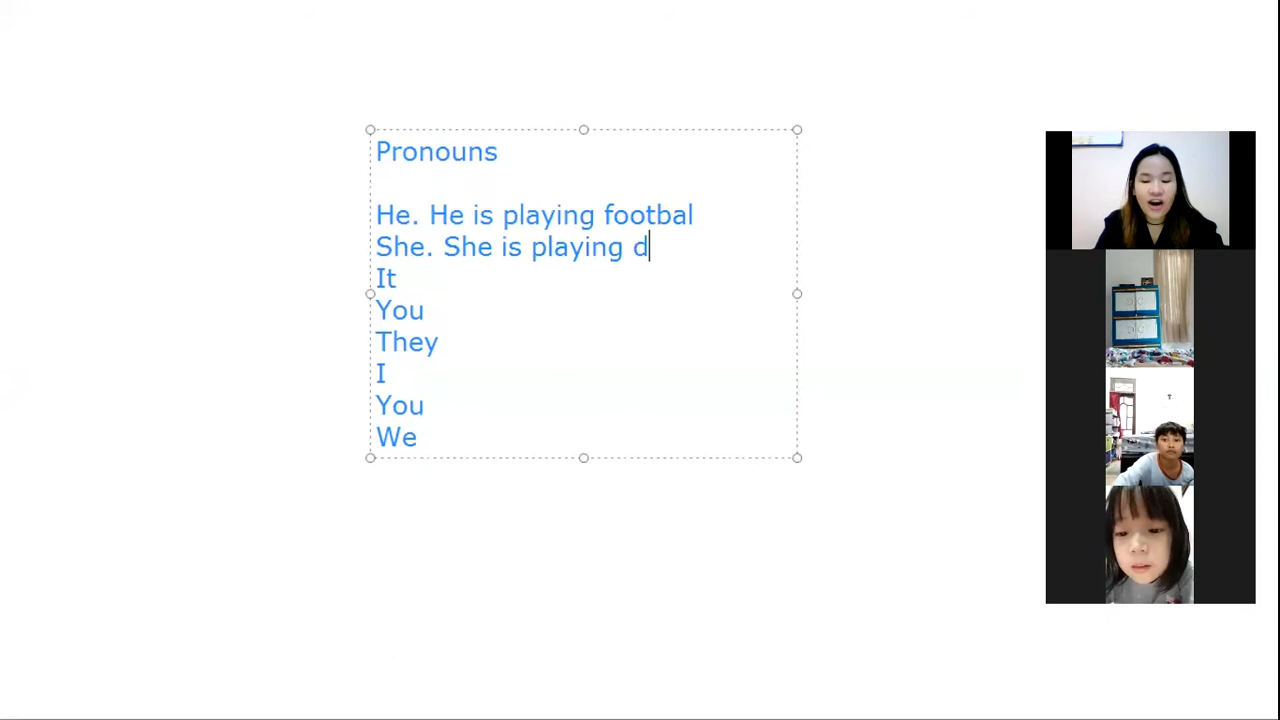 Pronouns
He. He is playing footbal
She. She is playing d
It
You
They
I
You
We